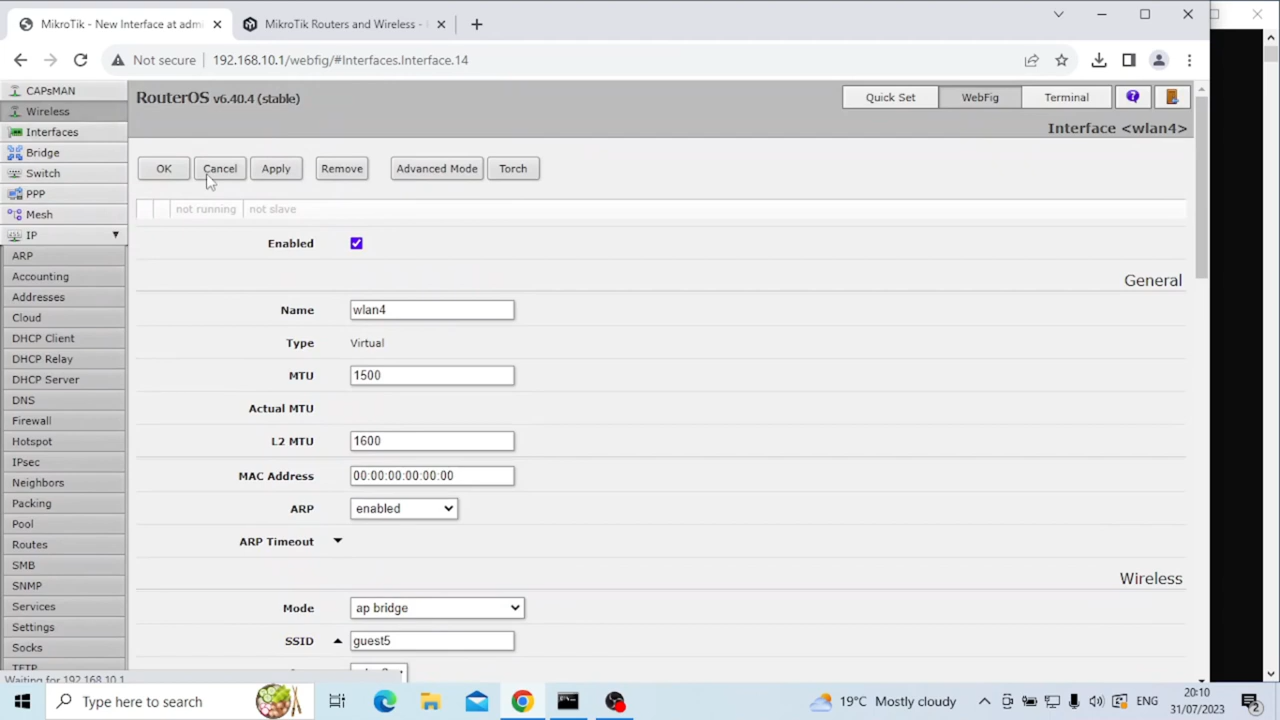 MikroTik - New Interface at admi
MikroTik Routers and Wireless -
Not secure
192.168.10.1/webfig/#Interfaces.Interface.14
CAPsMAN
Wireless
Interfaces
Bridge
Switch
PPP
Mesh
IP
ARP
Accounting
Addresses
Cloud
DHCP Client
DHCP Relay
DHCP Server
DNS
Firewall
Hotspot
IPsec
Neighbors
Packing
Pool
Routes
SMB
SNMP
Services
Settings
Socks
TFTP
RouterOS v6.40.4 (stable)
Quick Set
WebFig
Terminal
Interface <wlan4>
OK
Cancel
Apply
Remove
Advanced Mode
Torch
not running
not slave
Enabled
General
Name wlan4
Type Virtual
MTU 1500
Actual MTU
L2 MTU 1600
MAC Address 00:00:00:00:00:00
ARP enabled
ARP Timeout
Wireless
Mode ap bridge
SSID guest5
Waiting for 192.168.10.1...
Type here to search
19°C Mostly cloudy
ENG
20:10
31/07/2023
2